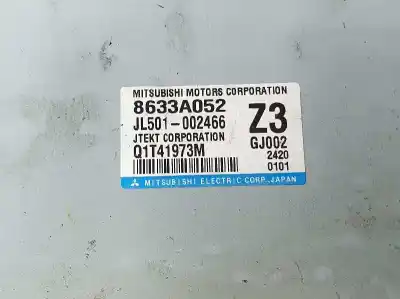 MITSUBISHI MOTORS CORPORATION
8633A052
JL501-002466
Z3
JTEKT CORPORATION
GJ002
Q1T41973M
2420
0101
MITSUBISHI ELECTRIC CORP. JAPAN